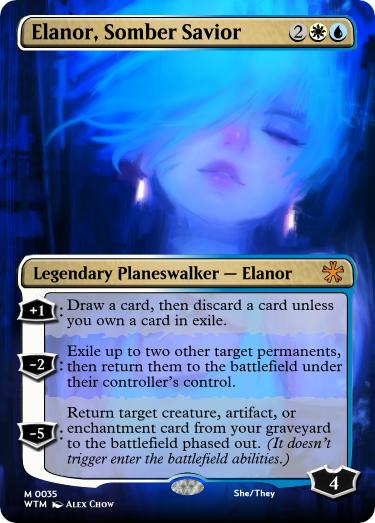 Elanor, Somber Savior 2
Legendary Planeswalker — Elanor
+1: Draw a card, then discard a card unless
you own a card in exile.
-2: Exile up to two other target permanents,
then return them to the battlefield under
their controller's control.
-5: Return target creature, artifact, or
enchantment card from your graveyard
to the battlefield phased out. (It doesn't
trigger enter the battlefield abilities.)
4
M 0035 She/They
WTM Alex Chow